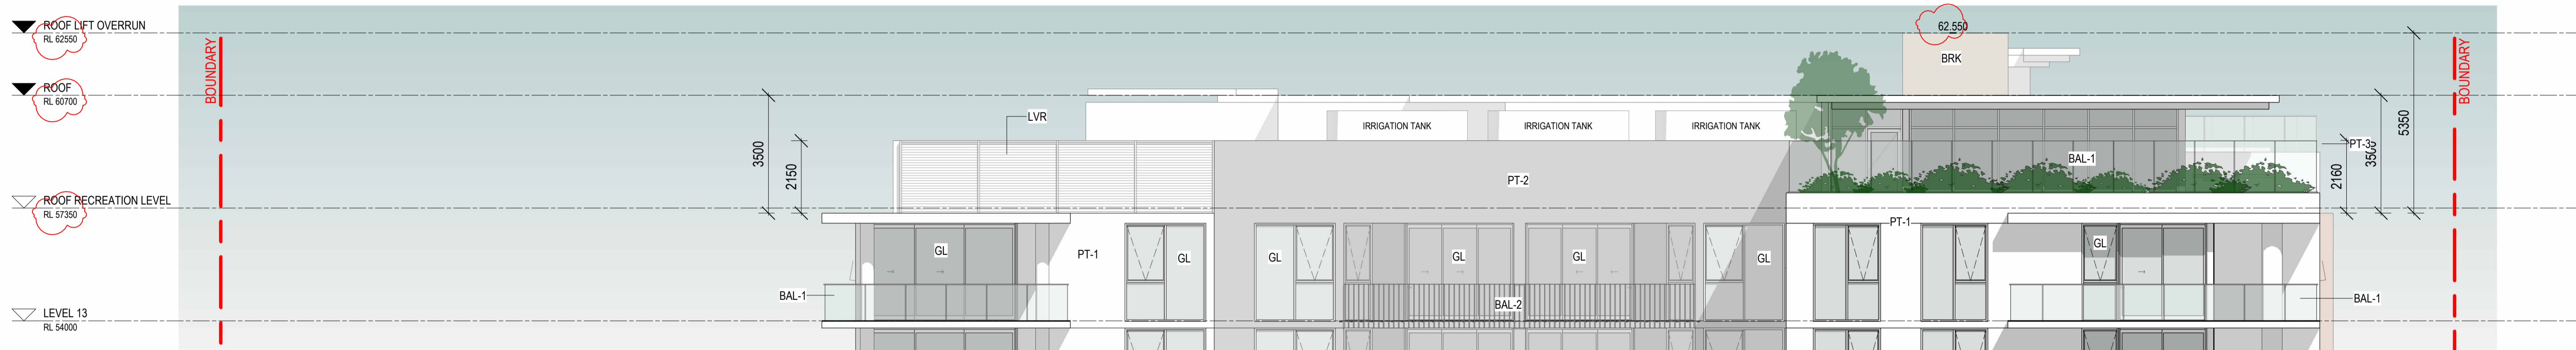 ROOF LIFT OVERRUN
RL 62550
62.550
BOUNDARY
BOUNDARY
BRK
ROOF
RL 60700
LVR
IRRIGATION TANK
IRRIGATION TANK
IRRIGATION TANK
5350
3500
2150
PT-2
BAL-1
PT-3
3500
2160
ROOF RECREATION LEVEL
RL 57350
PT-1
GL
PT-1
GL
GL
GL
GL
GL
GL
BAL-1
BAL-2
BAL-1
LEVEL 13
RL 54000